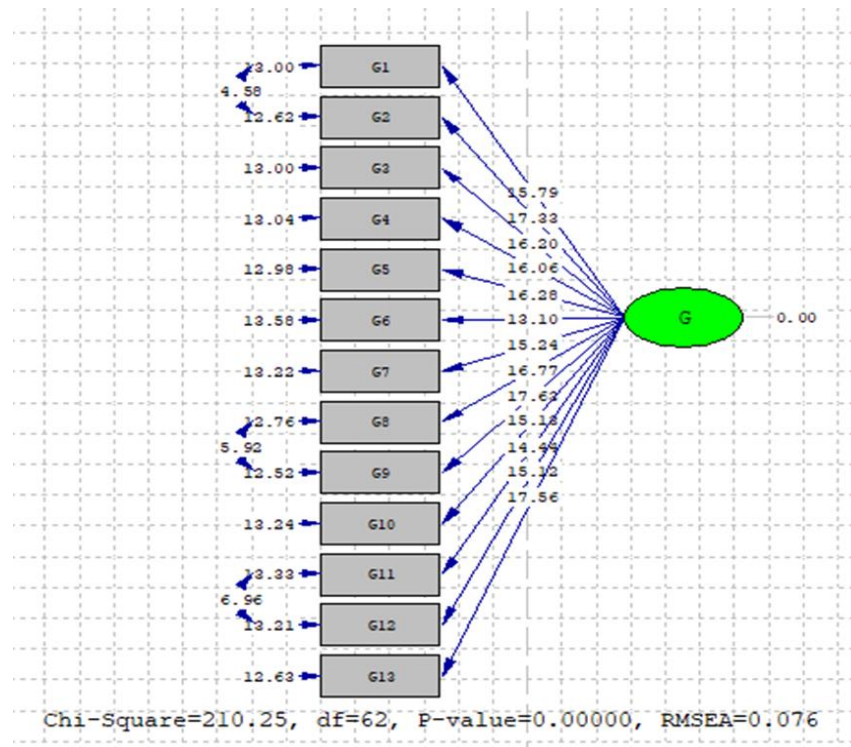 13.00 G1
4.58
12.62 G2
13.00 G3
15.79
13.04 G4
17.33
16.20
12.98 G5
16.06
16.28
13.58 G6 13.10 G 0.00
15.24
13.22 G7
16.77
17.63
12.76 G8
15.18
5.92
14.44
12.52 G9
15.12
17.56
13.24 G10
13.33 G11
6.96
13.21 G12
12.63 G13
Chi-Square=210.25, df=62, P-value=0.00000, RMSEA=0.076